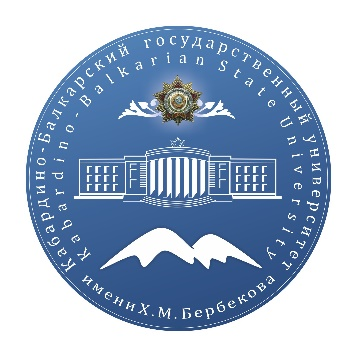 Кабардино-Балкарский государственный университет
Kabardino-Balkarian State University
имени Х.М.Бербекова